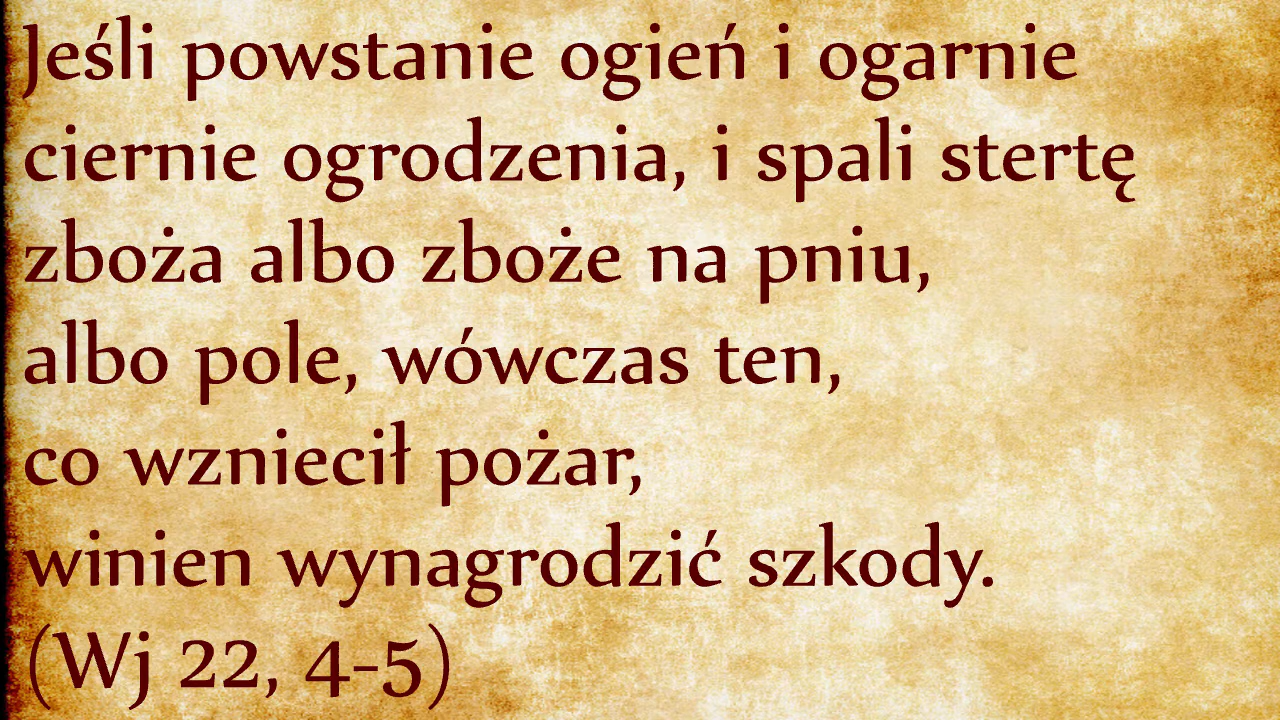 Jeśli powstanie ogień i ogarnie
ciernie ogrodzenia, i spali stertę
zboża albo zboże na pniu,
albo pole, wówczas ten,
co wzniecił pożar,
winien wynagrodzić szkody.
(Wj 22, 4-5)